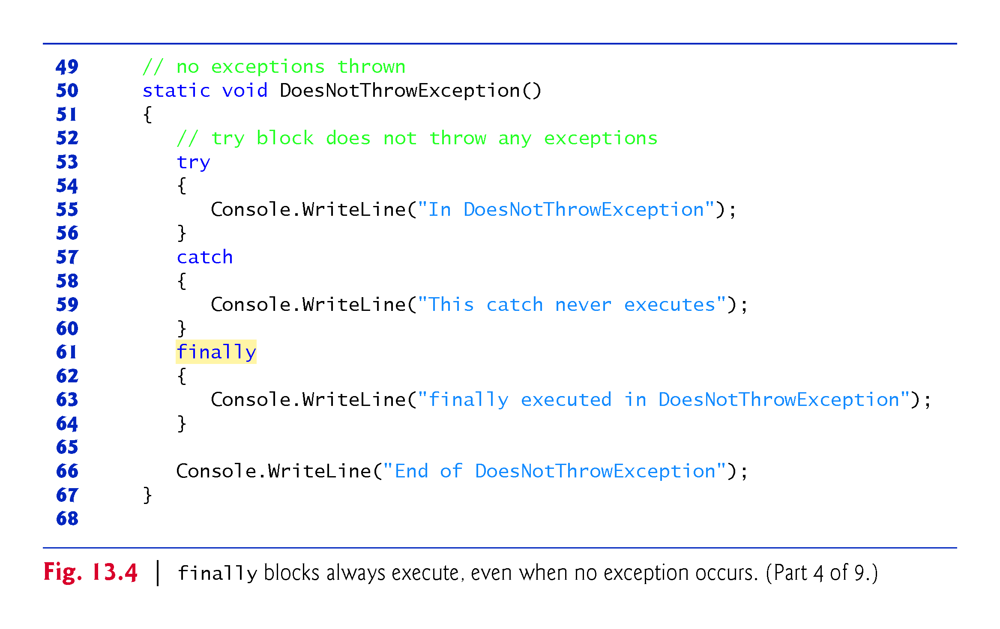 49 // no exceptions thrown
50 static void DoesNotThrowException()
51 {
52 // try block does not throw any exceptions
53 try
54 {
55 Console.WriteLine("In DoesNotThrowException");
56 }
57 catch
58 {
59 Console.WriteLine("This catch never executes");
60 }
61 finally
62 {
63 Console.WriteLine("finally executed in DoesNotThrowException");
64 }
65
66 Console.WriteLine("End of DoesNotThrowException");
67 }
68
Fig. 13.4 | finally blocks always execute, even when no exception occurs. (Part 4 of 9.)